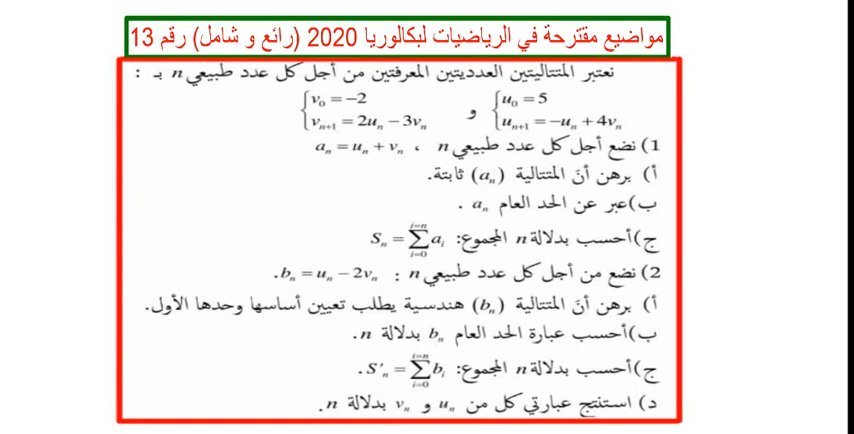 مواضيع مقترحة في الرياضيات لبكالوريا 2020 (رائع و شامل) رقم 13
نعتبر المتتاليتين العدديتين المعرفتين من أجل كل عدد طبيعي n بـ :
{u₀ = 5 و {v₀ = −2
{uₙ₊₁ = −uₙ + 4vₙ {vₙ₊₁ = 2uₙ − 3vₙ
1) نضع أجل كل عدد طبيعي n ، aₙ = uₙ + vₙ
أ) برهن أنّ المتتالية (aₙ) ثابتة.
ب) عبر عن الحد العام aₙ .
ج) أحسب بدلالة n المجموع: Sₙ = ∑_{i=0}^{i=n} aᵢ
2) نضع من أجل كل عدد طبيعي n : bₙ = uₙ − 2vₙ.
أ) برهن أنّ المتتالية (bₙ) هندسية يطلب تعيين أساسها وحدها الأول.
ب) أحسب عبارة الحد العام bₙ بدلالة n.
ج) أحسب بدلالة n المجموع: S'ₙ = ∑_{i=0}^{i=n} bᵢ .
د) استنتج عبارتي كل من uₙ و vₙ بدلالة n.